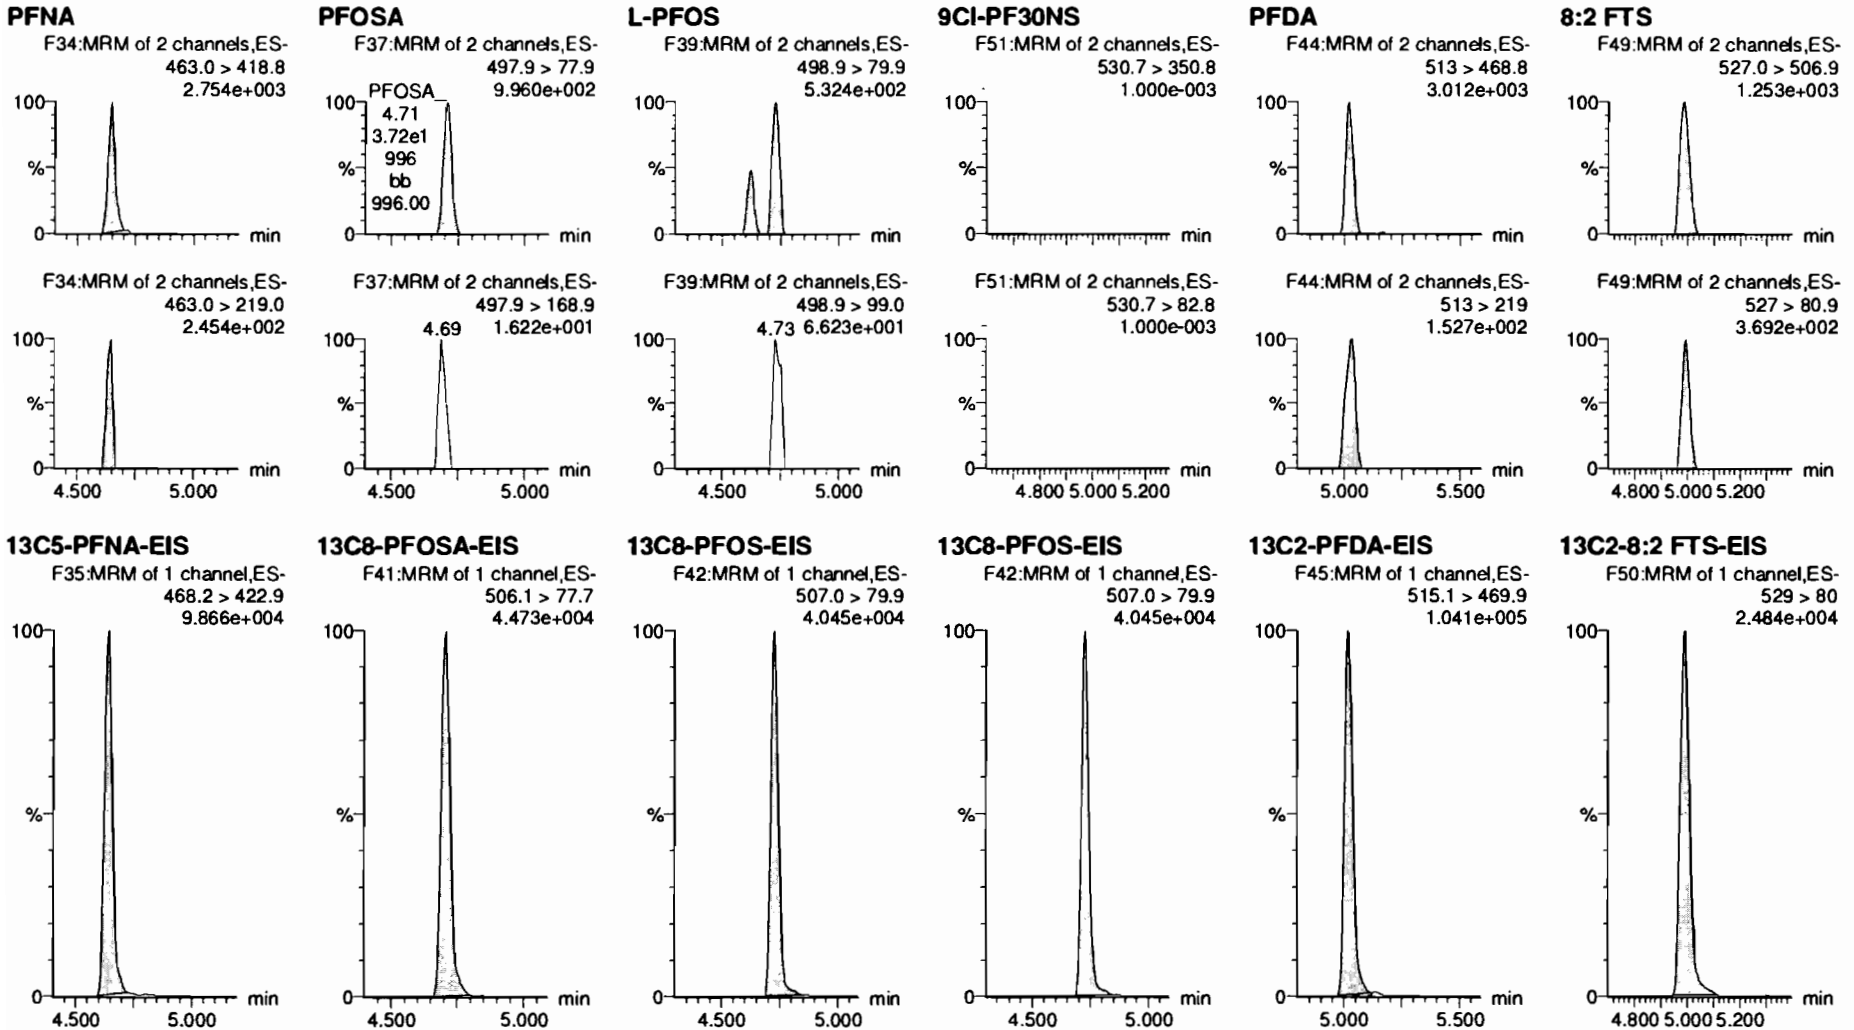 PFNA
F34:MRM of 2 channels,ES-
463.0 > 418.8
2.754e+003
100
%
0
min
F34:MRM of 2 channels,ES-
463.0 > 219.0
2.454e+002
100
%
0
min
4.500 5.000
PFOSA
F37:MRM of 2 channels,ES-
497.9 > 77.9
9.960e+002
PFOSA
4.71
3.72e1
996
bb
996.00
100
%
0
min
F37:MRM of 2 channels,ES-
497.9 > 168.9
4.69 1.622e+001
100
%
0
min
4.500 5.000
L-PFOS
F39:MRM of 2 channels,ES-
498.9 > 79.9
5.324e+002
100
%
0
min
F39:MRM of 2 channels,ES-
498.9 > 99.0
4.73 6.623e+001
100
%
0
min
4.500 5.000
9Cl-PF30NS
F51:MRM of 2 channels,ES-
530.7 > 350.8
1.000e-003
100
%
0
min
F51:MRM of 2 channels,ES-
530.7 > 82.8
1.000e-003
100
%
0
min
4.800 5.000 5.200
PFDA
F44:MRM of 2 channels,ES-
513 > 468.8
3.012e+003
100
%
0
min
F44:MRM of 2 channels,ES-
513 > 219
1.527e+002
100
%
0
min
5.000 5.500
8:2 FTS
F49:MRM of 2 channels,ES-
527.0 > 506.9
1.253e+003
100
%
0
min
F49:MRM of 2 channels,ES-
527 > 80.9
3.692e+002
100
%
0
min
4.800 5.000 5.200
13C5-PFNA-EIS
F35:MRM of 1 channel,ES-
468.2 > 422.9
9.866e+004
100
%
0
min
4.500 5.000
13C8-PFOSA-EIS
F41:MRM of 1 channel,ES-
506.1 > 77.7
4.473e+004
100
%
0
min
4.500 5.000
13C8-PFOS-EIS
F42:MRM of 1 channel,ES-
507.0 > 79.9
4.045e+004
100
%
0
min
4.500 5.000
13C8-PFOS-EIS
F42:MRM of 1 channel,ES-
507.0 > 79.9
4.045e+004
100
%
0
min
4.500 5.000
13C2-PFDA-EIS
F45:MRM of 1 channel,ES-
515.1 > 469.9
1.041e+005
100
%
0
min
5.000 5.500
13C2-8:2 FTS-EIS
F50:MRM of 1 channel,ES-
529 > 80
2.484e+004
100
%
0
min
4.800 5.000 5.200